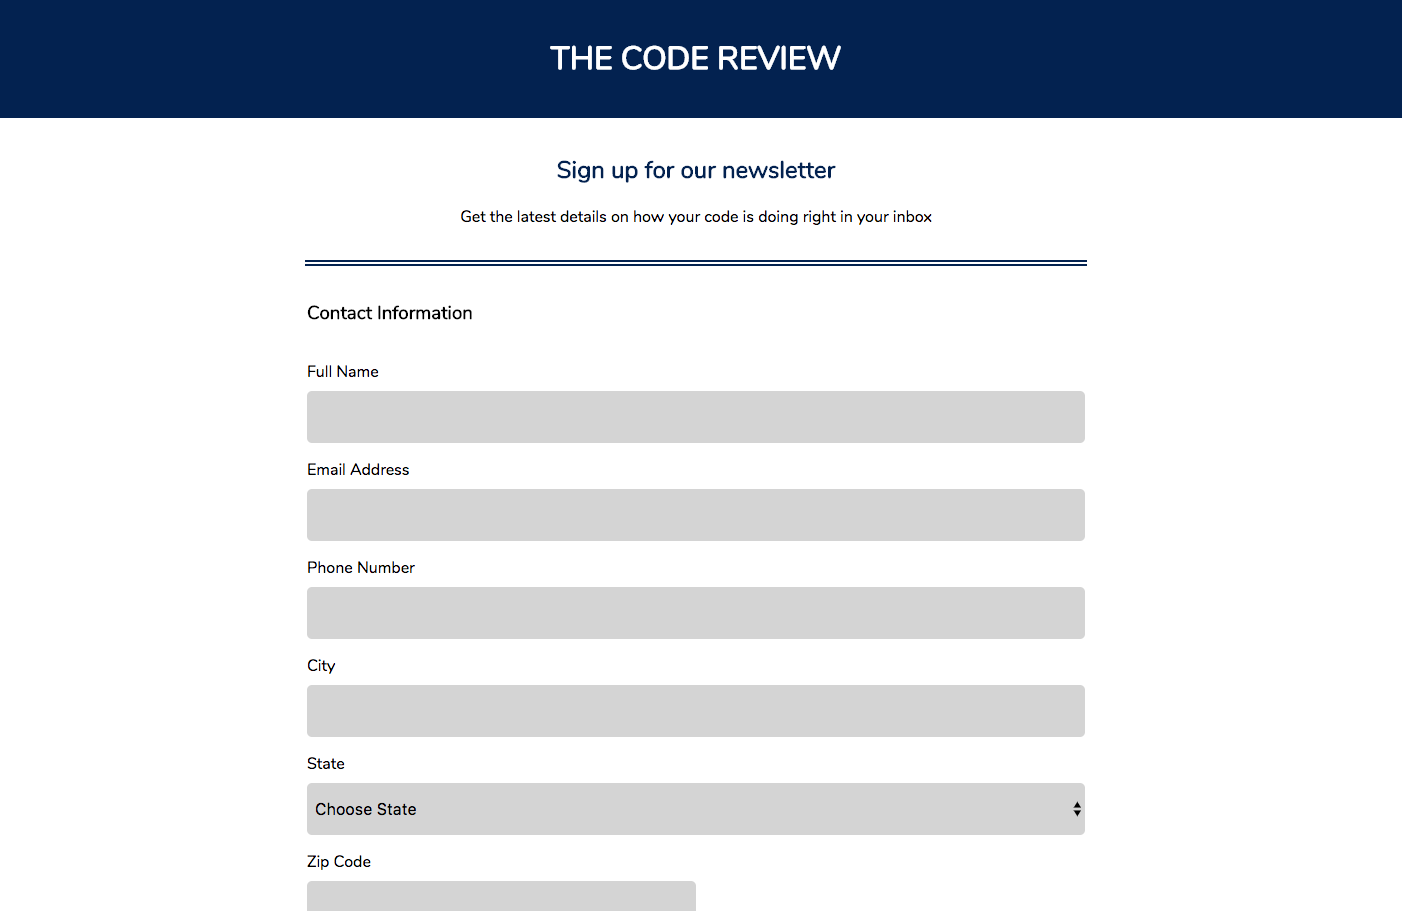 THE CODE REVIEW
Sign up for our newsletter
Get the latest details on how your code is doing right in your inbox
Contact Information
Full Name
Email Address
Phone Number
City
State
Choose State
Zip Code